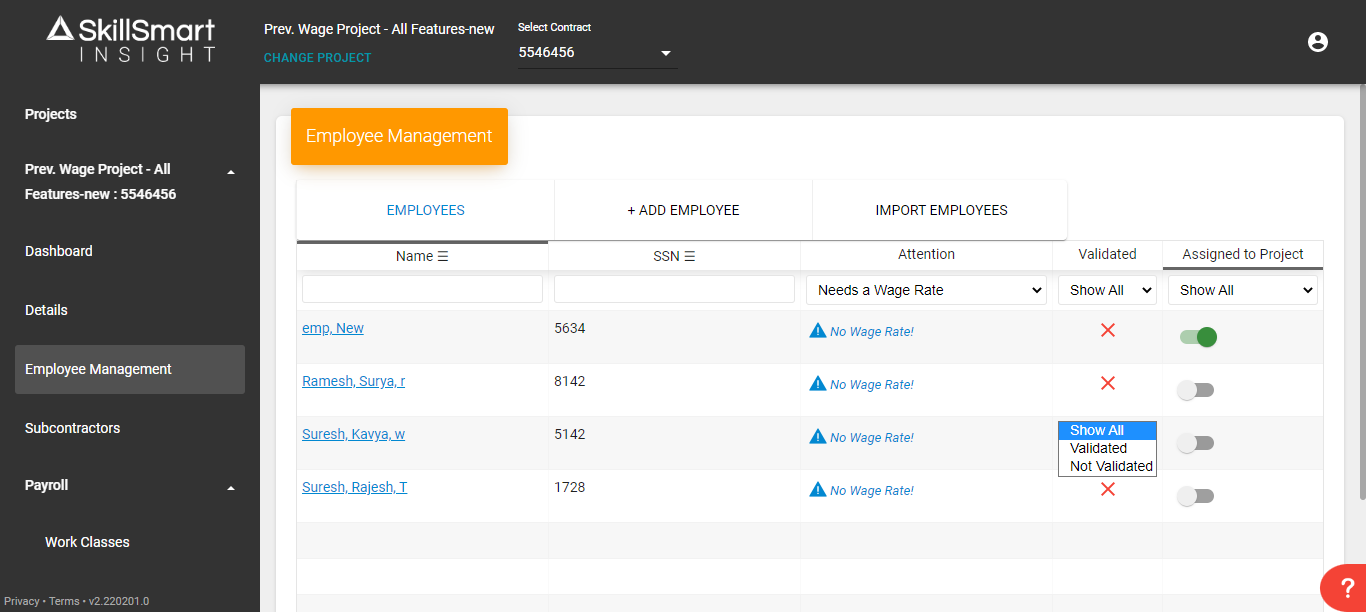 SkillSmart
INSIGHT
Prev. Wage Project - All Features-new
CHANGE PROJECT
Select Contract
5546456
Projects
Prev. Wage Project - All
Features-new : 5546456
Dashboard
Details
Employee Management
Subcontractors
Payroll
Work Classes
Privacy • Terms • v2.220201.0
Employee Management
EMPLOYEES
+ ADD EMPLOYEE
IMPORT EMPLOYEES
Name ☰ SSN ☰ Attention Validated Assigned to Project
Needs a Wage Rate Show All Show All
emp, New 5634 No Wage Rate!
Ramesh, Surya, r 8142 No Wage Rate!
Suresh, Kavya, w 5142 No Wage Rate!
Show All
Validated
Not Validated
Suresh, Rajesh, T 1728 No Wage Rate!
?